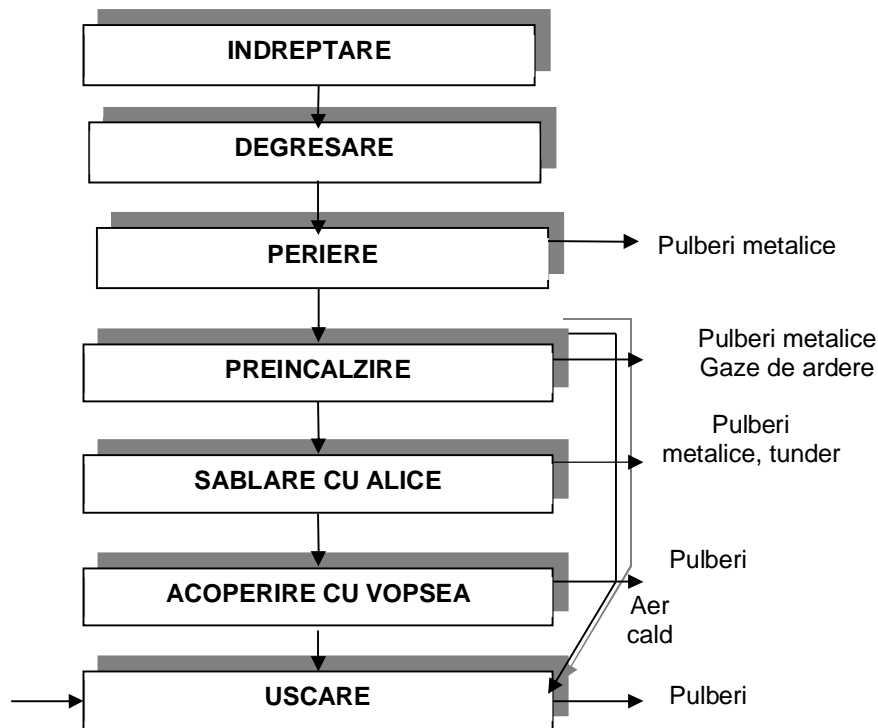 INDREPTARE
DEGRESARE
PERIERE
Pulberi metalice
Pulberi metalice
Gaze de ardere
PREINCALZIRE
Pulberi
metalice, tunder
SABLARE CU ALICE
Pulberi
ACOPERIRE CU VOPSEA
Aer
cald
USCARE
Pulberi